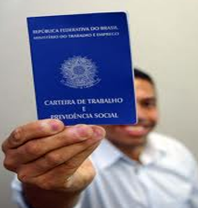 REPÚBLICA FEDERATIVA DO BRASIL
MINISTÉRIO DO TRABALHO E EMPREGO
CARTEIRA DE TRABALHO
E
PREVIDÊNCIA SOCIAL